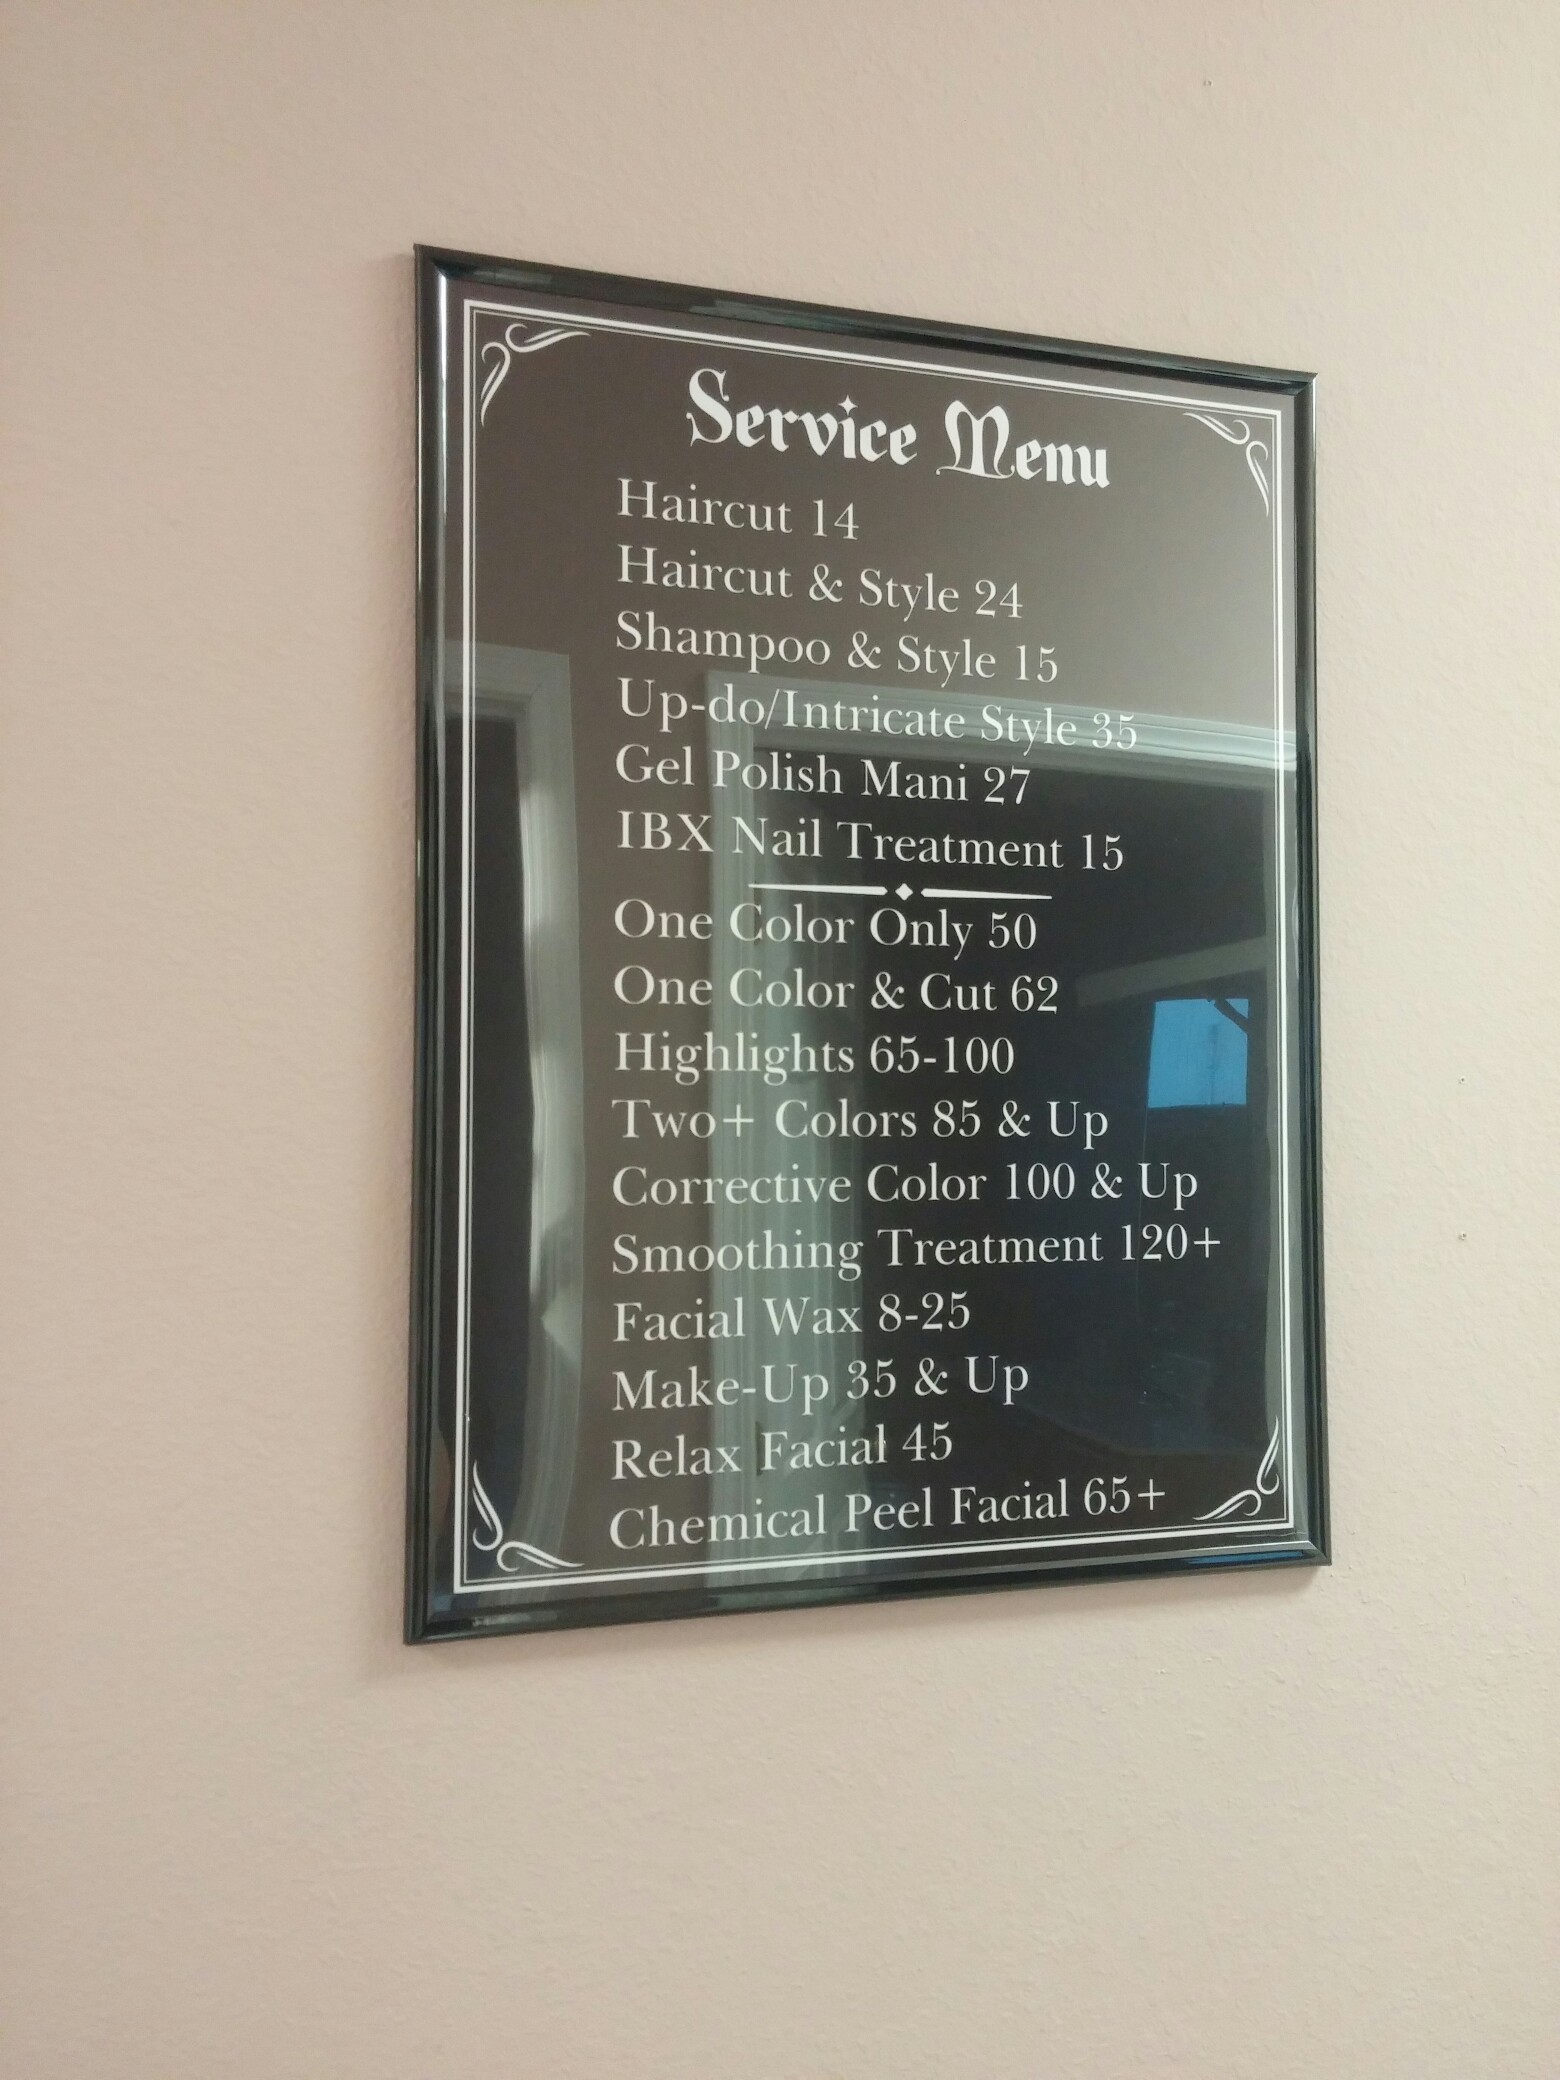 Service Menu
Haircut 14
Haircut & Style 24
Shampoo & Style 15
Up-do/Intricate Style 35
Gel Polish Mani 27
IBX Nail Treatment 15
One Color Only 50
One Color & Cut 62
Highlights 65-100
Two+ Colors 85 & Up
Corrective Color 100 & Up
Smoothing Treatment 120+
Facial Wax 8-25
Make-Up 35 & Up
Relax Facial 45
Chemical Peel Facial 65+